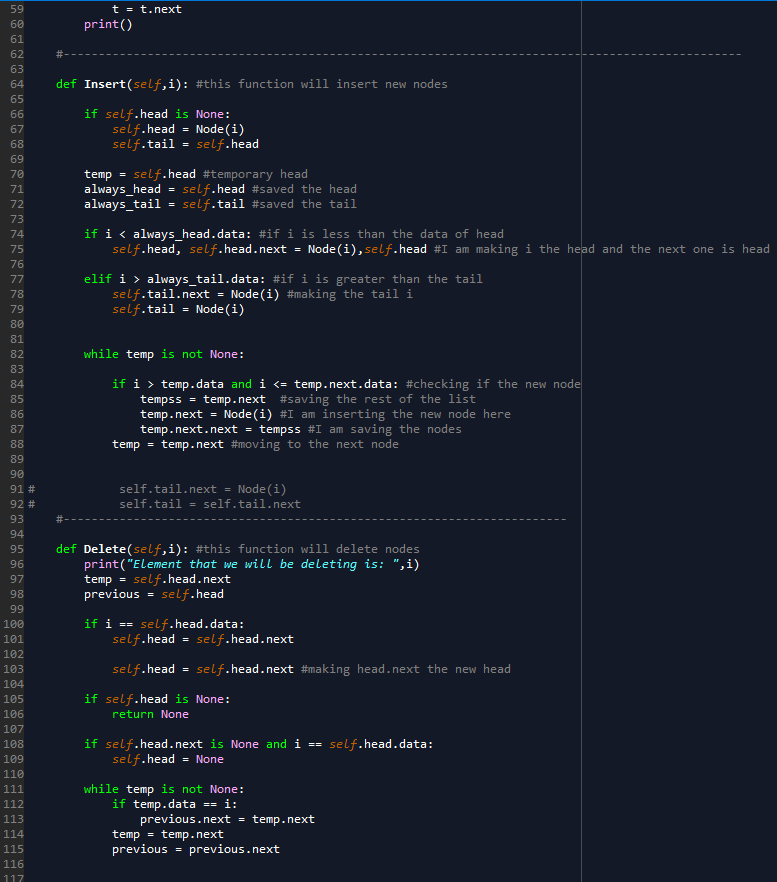 59 t = t.next
60 print()
61
62 #-------------------------------------------------------------------------------------------------
63
64 def Insert(self,i): #this function will insert new nodes
65
66 if self.head is None:
67 self.head = Node(i)
68 self.tail = self.head
69
70 temp = self.head #temporary head
71 always_head = self.head #saved the head
72 always_tail = self.tail #saved the tail
73
74 if i < always_head.data: #if i is less than the data of head
75 self.head, self.head.next = Node(i),self.head #I am making i the head and the next one is head
76
77 elif i > always_tail.data: #if i is greater than the tail
78 self.tail.next = Node(i) #making the tail i
79 self.tail = Node(i)
80
81
82 while temp is not None:
83
84 if i > temp.data and i <= temp.next.data: #checking if the new node
85 tempss = temp.next #saving the rest of the list
86 temp.next = Node(i) #I am inserting the new node here
87 temp.next.next = tempss #I am saving the nodes
88 temp = temp.next #moving to the next node
89
90
91 # self.tail.next = Node(i)
92 # self.tail = self.tail.next
93 #------------------------------------------------------------------------
94
95 def Delete(self,i): #this function will delete nodes
96 print("Element that we will be deleting is: ",i)
97 temp = self.head.next
98 previous = self.head
99
100 if i == self.head.data:
101 self.head = self.head.next
102
103 self.head = self.head.next #making head.next the new head
104
105 if self.head is None:
106 return None
107
108 if self.head.next is None and i == self.head.data:
109 self.head = None
110
111 while temp is not None:
112 if temp.data == i:
113 previous.next = temp.next
114 temp = temp.next
115 previous = previous.next
116
117